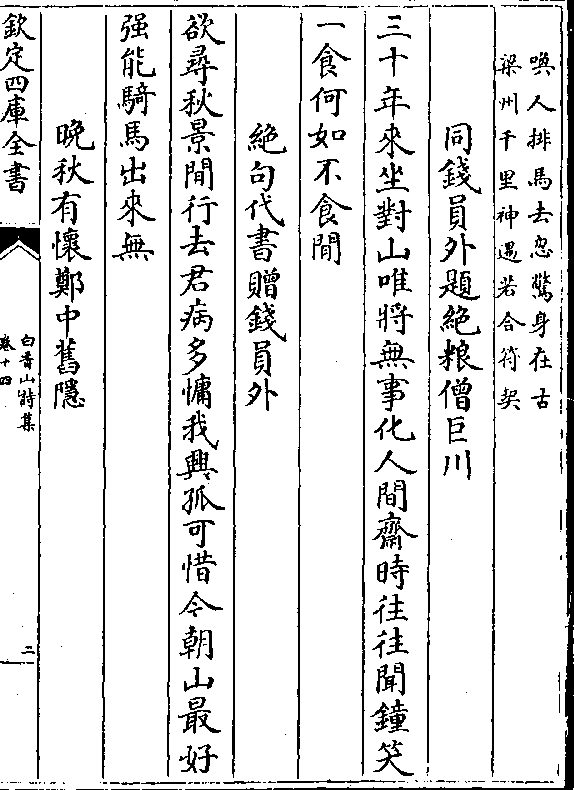 喚人排馬去忽驚身在古
梁州千里神遇若合符契
同錢員外題絶粮僧巨川
三十年來坐對山唯將無事化人間齋時往往聞鐘笑
一食何如不食閒
絶句代書贈錢員外
欲尋秋景閒行去君病多慵我興孤可惜今朝山最好
强能騎馬出來無
晩秋有懷鄭中舊隱
欽定四庫全書
白香山詩集
卷十四
二